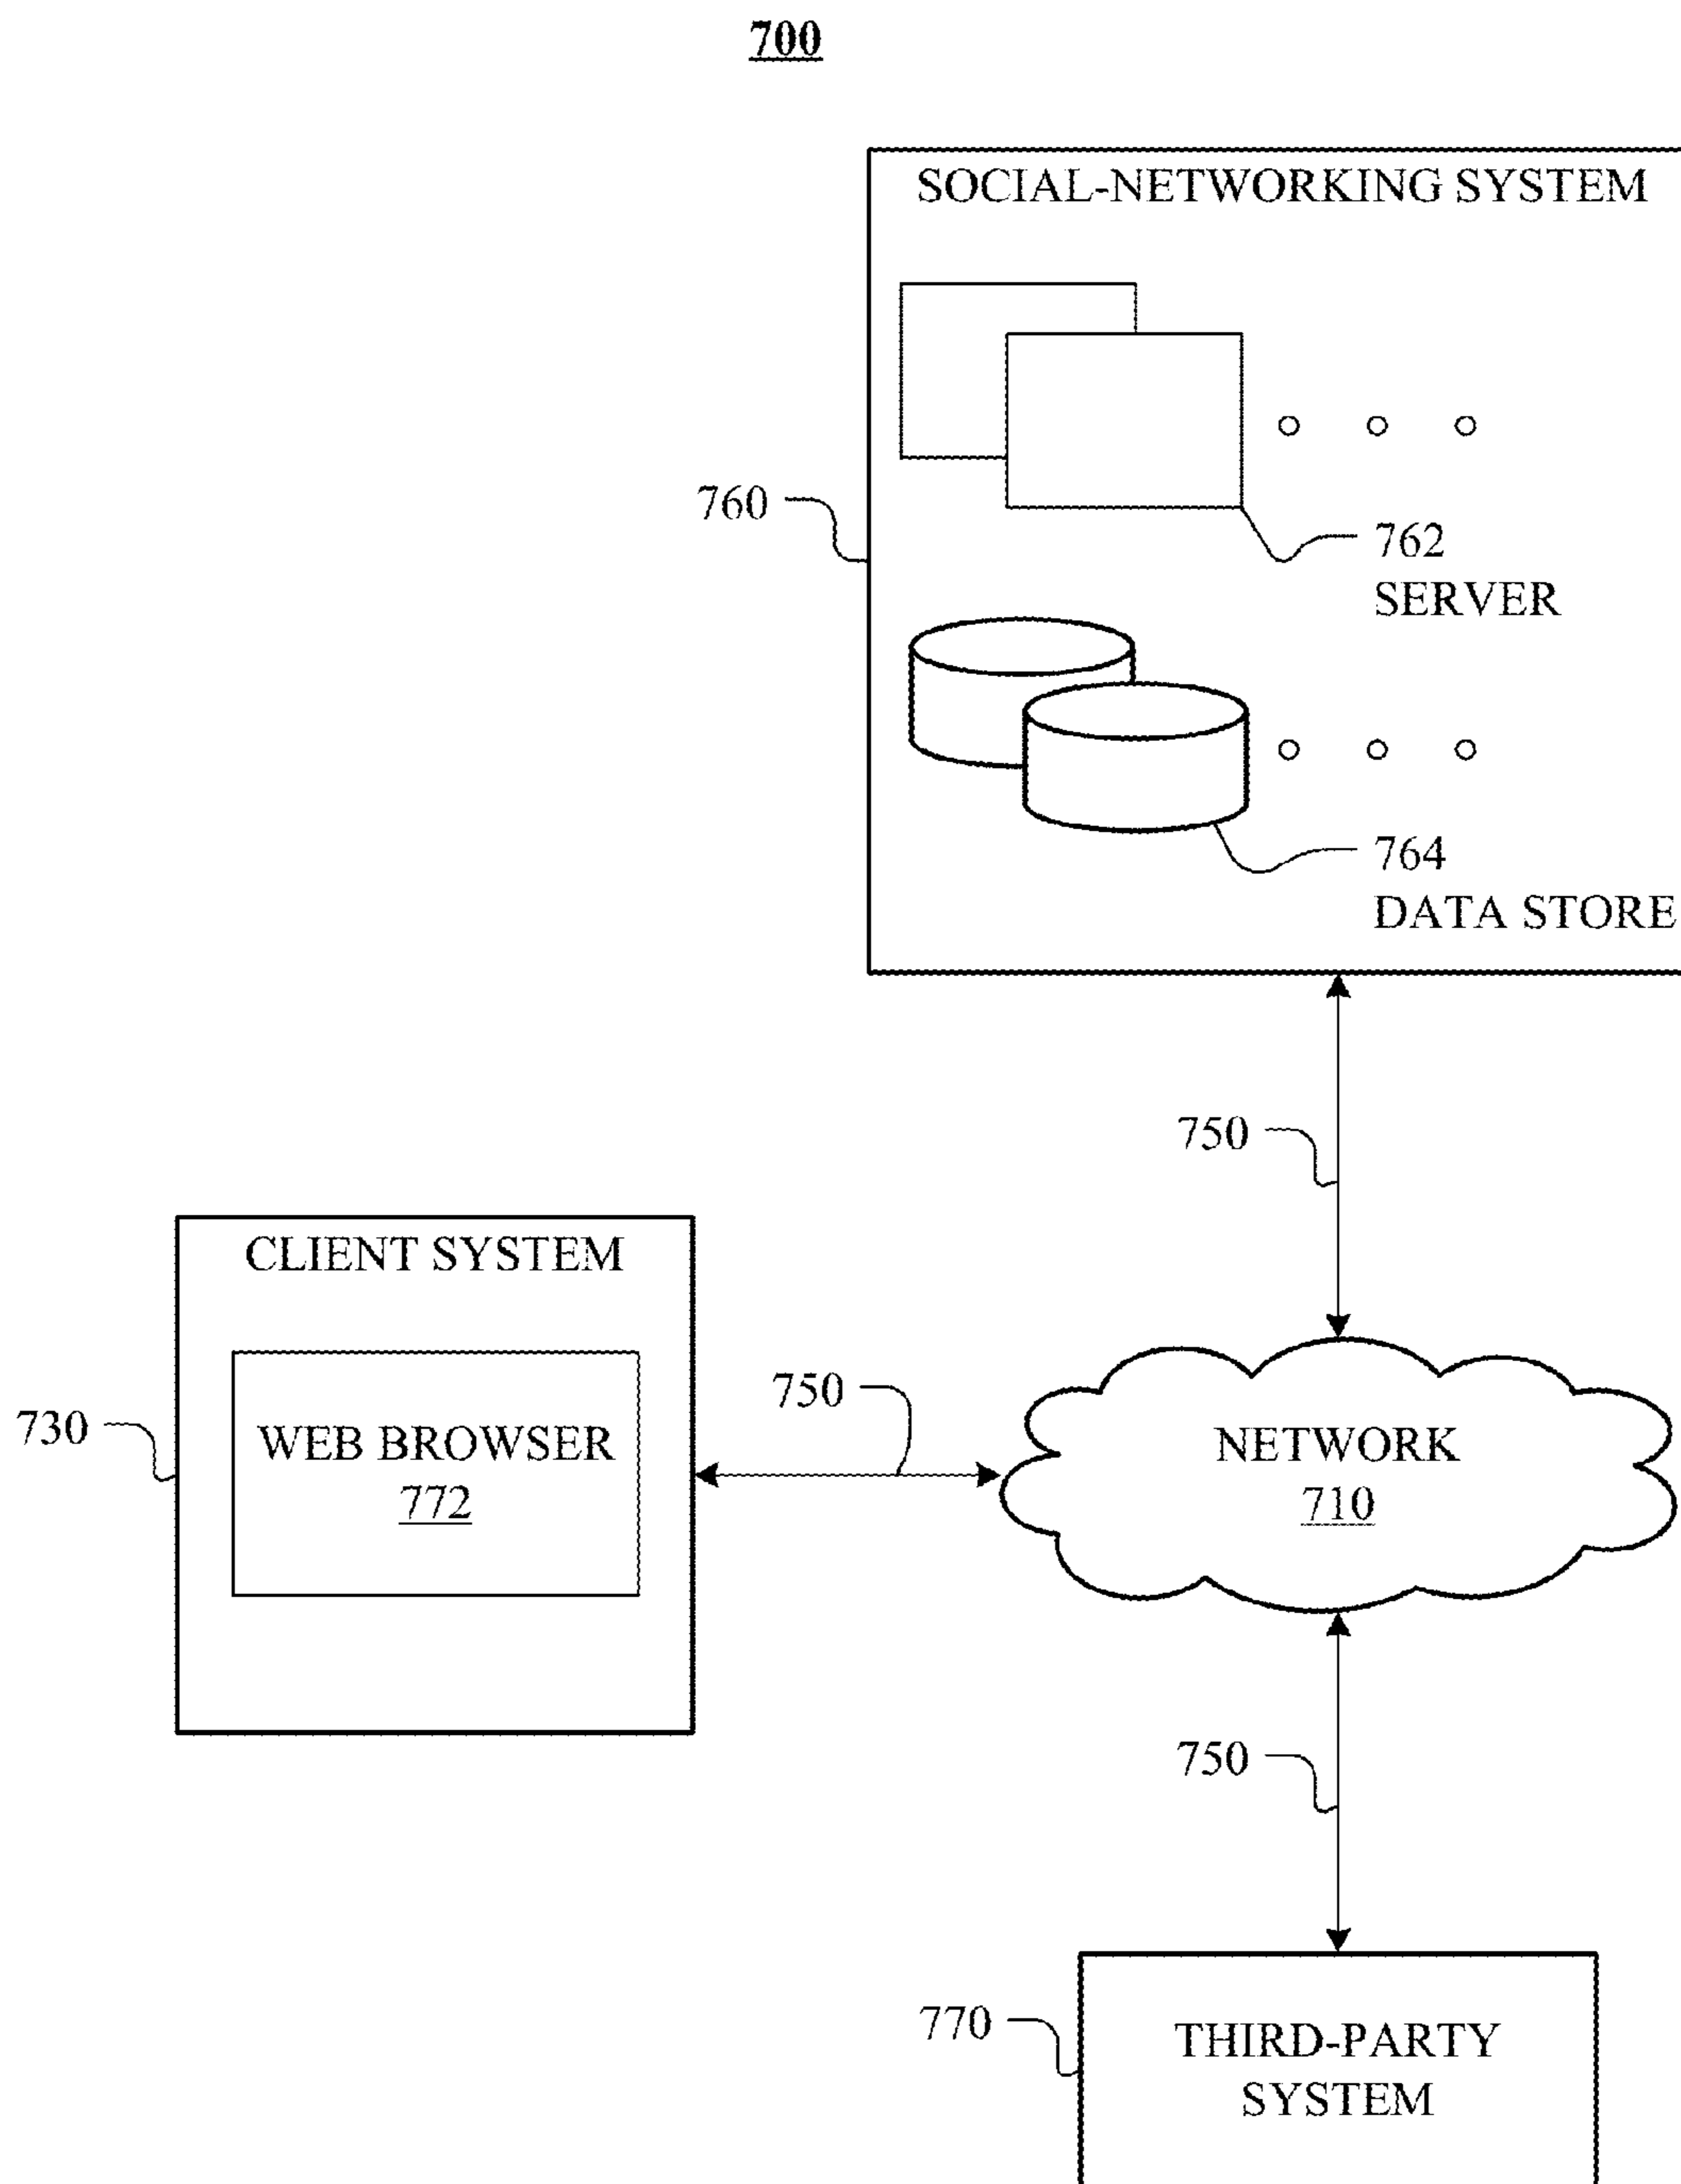 700
SOCIAL-NETWORKING SYSTEM
760
762
SERVER
764
DATA STORE
750
CLIENT SYSTEM
730
WEB BROWSER
772
750
NETWORK
710
750
770
THIRD-PARTY
SYSTEM